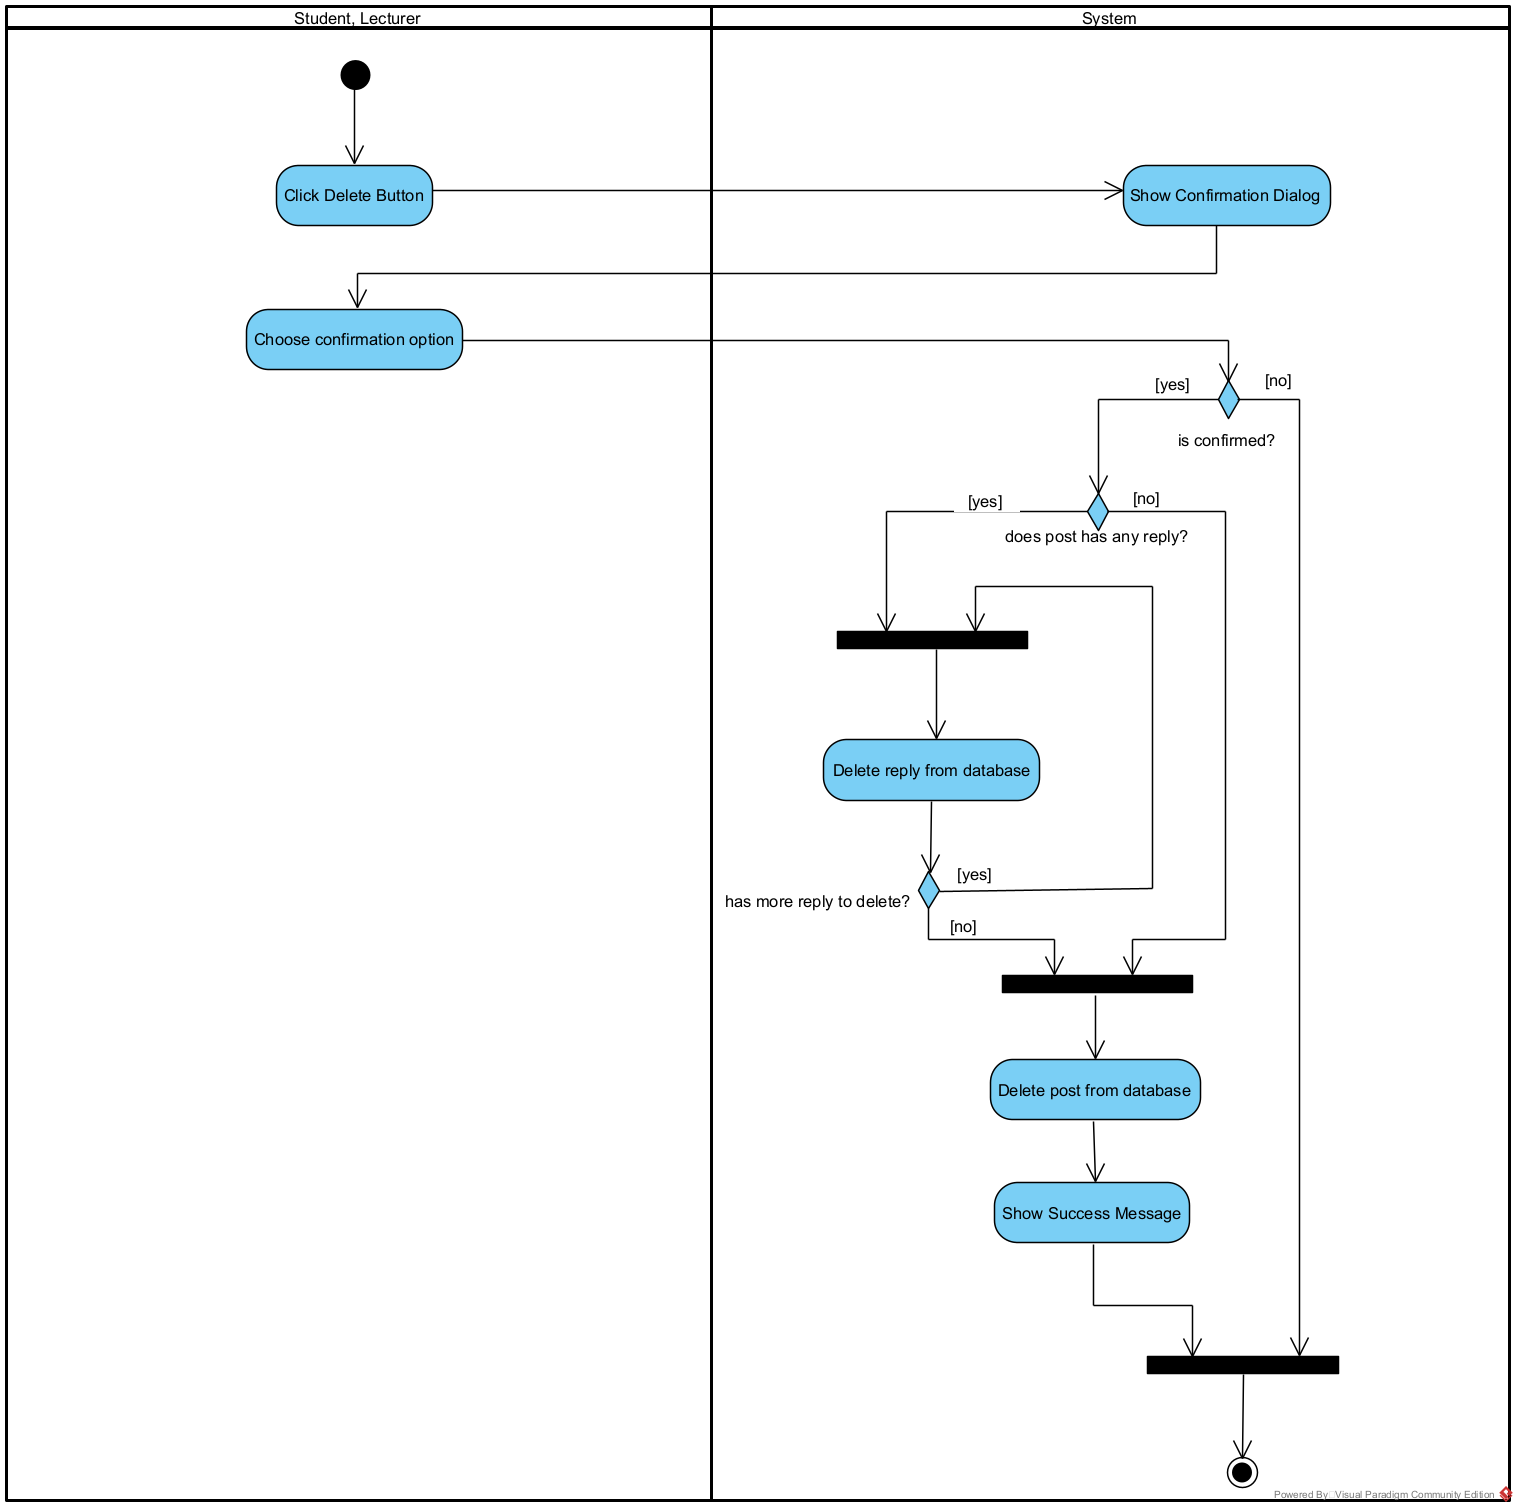 Student, Lecturer
System
Click Delete Button
Show Confirmation Dialog
Choose confirmation option
[yes]
[no]
is confirmed?
[yes]
[no]
does post has any reply?
Delete reply from database
[yes]
has more reply to delete?
[no]
Delete post from database
Show Success Message
Powered By Visual Paradigm Community Edition